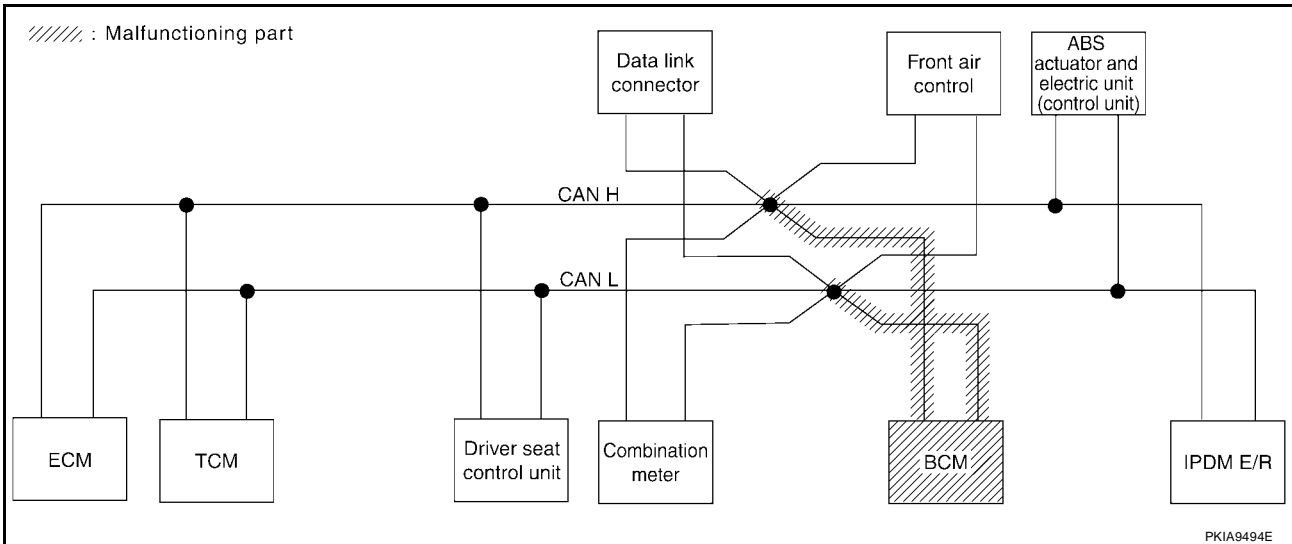 : Malfunctioning part
Data link
connector
Front air
control
ABS
actuator and
electric unit
(control unit)
CAN H
CAN L
ECM
TCM
Driver seat
control unit
Combination
meter
BCM
IPDM E/R
PKIA9494E